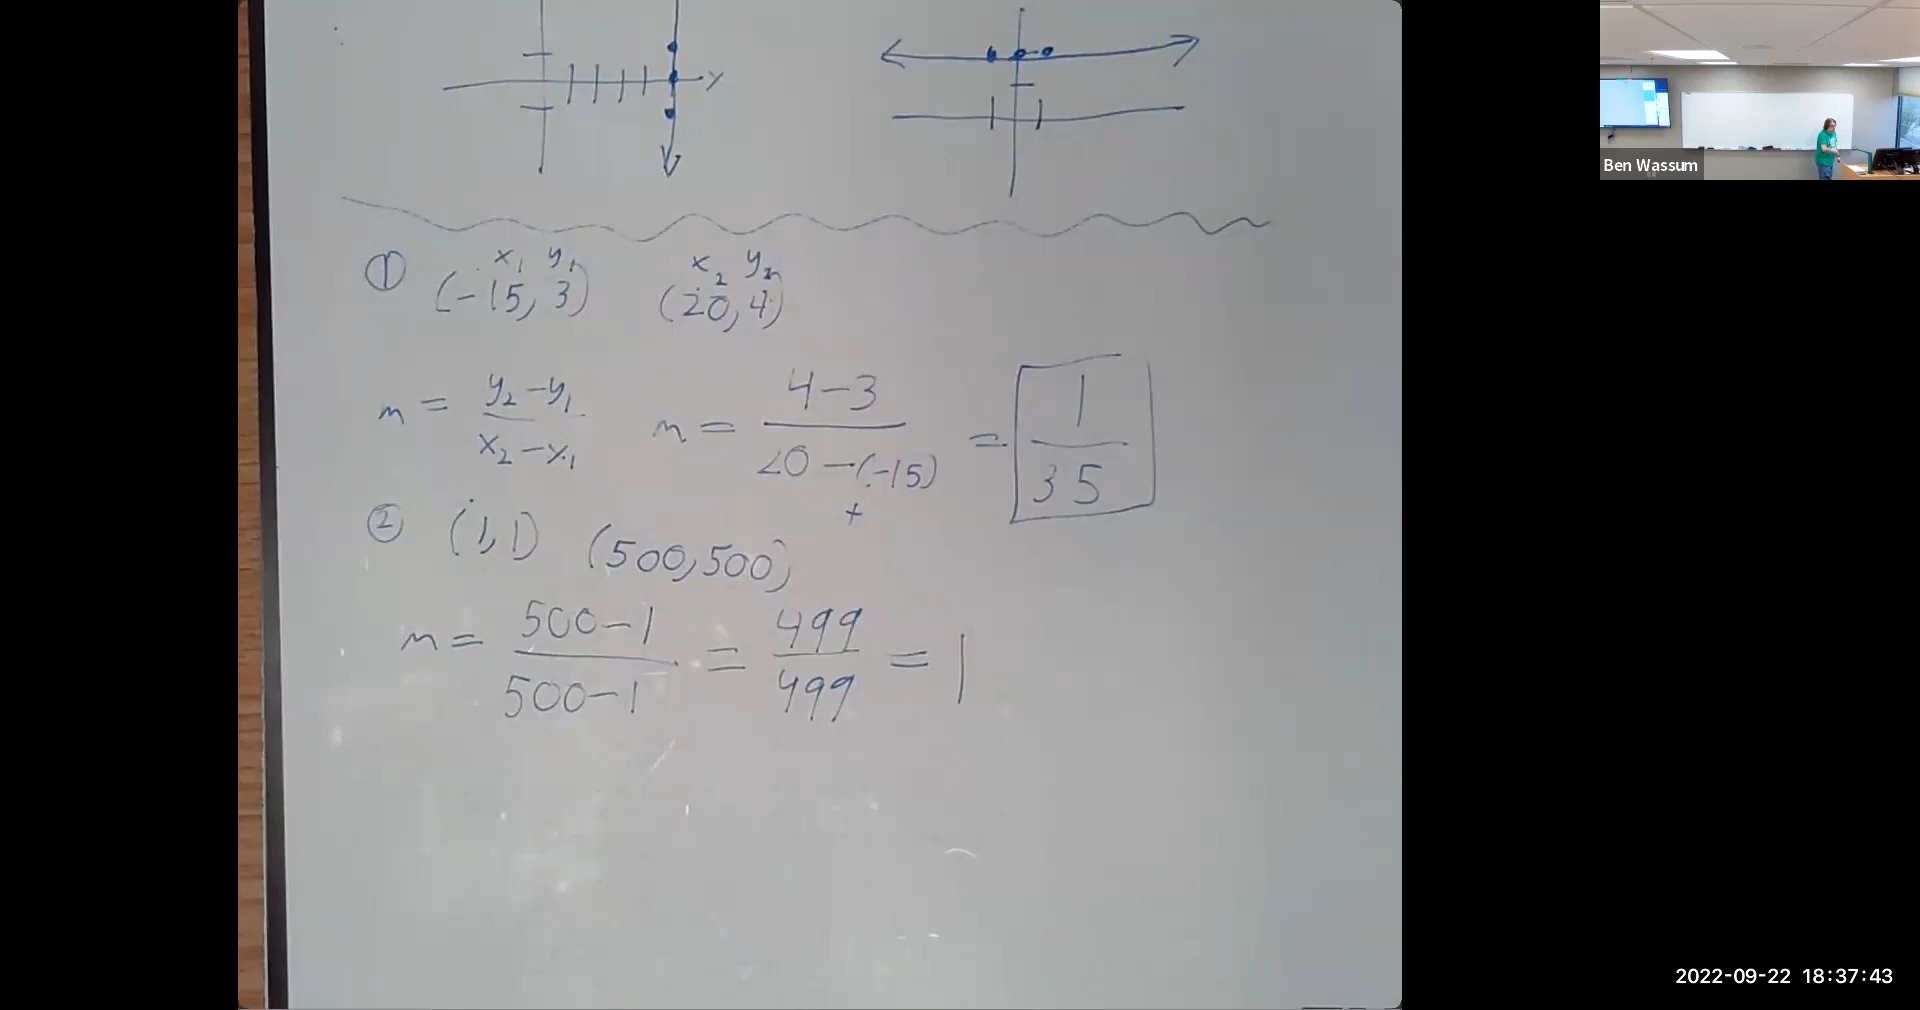 x
① (-15, 3) (20, 4)
x₁ y₁ x₂ y₂
m = y₂-y₁ / x₂-x₁ m = 4-3 / 20-(-15) = 1 / 35
+
② (1,1) (500,500)
m = 500-1 / 500-1 = 499 / 499 = 1
Ben Wassum
2022-09-22 18:37:43